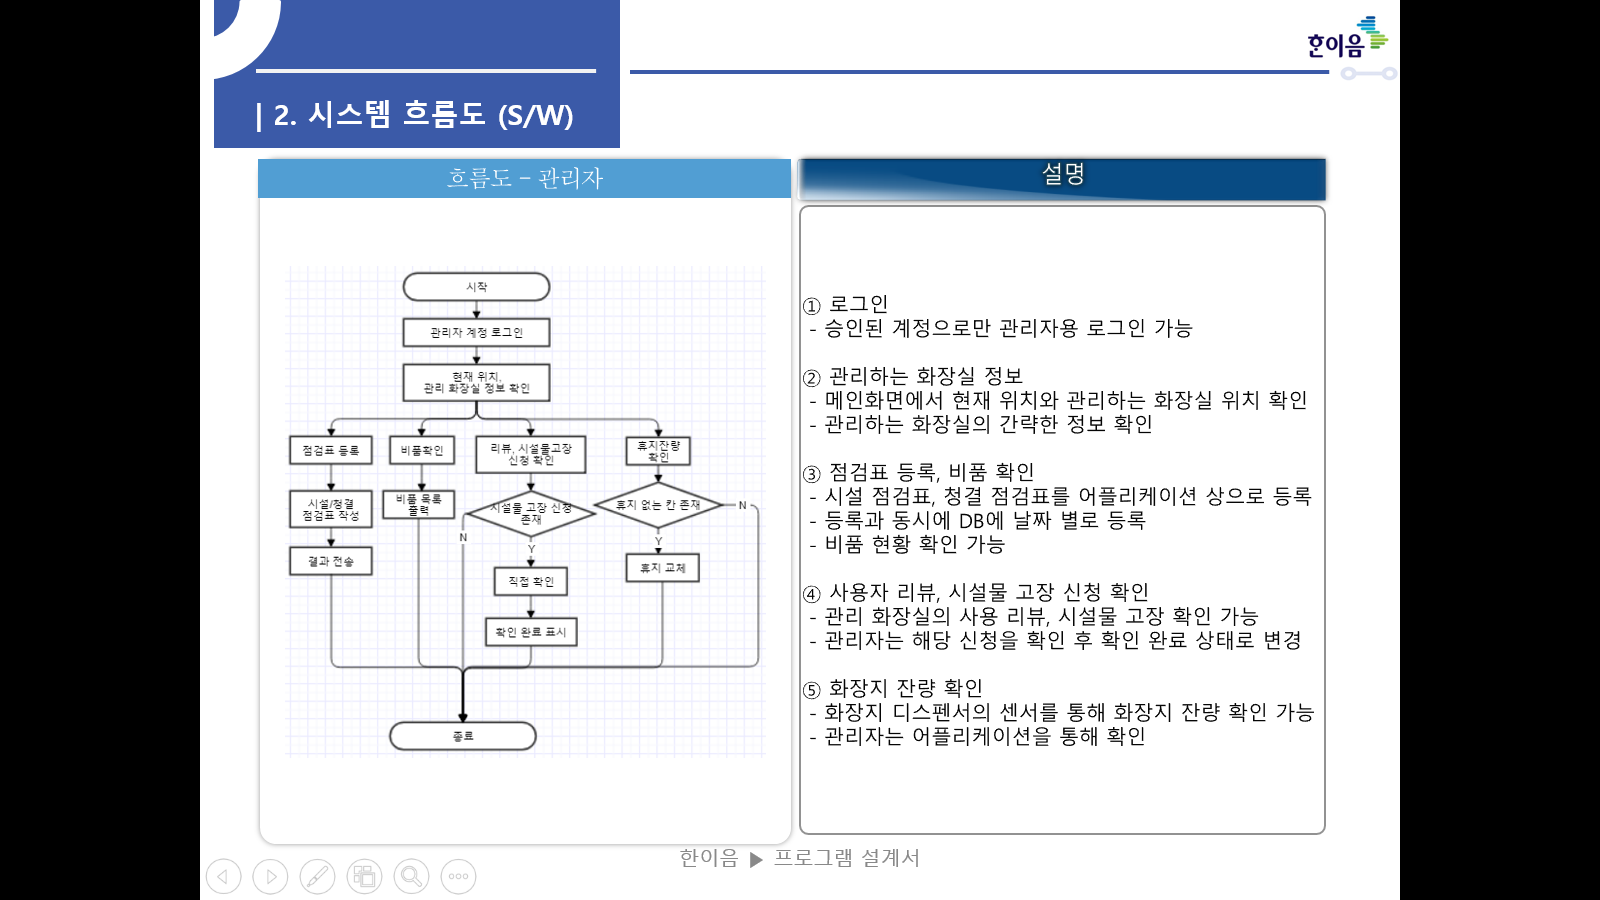 한이음
| 2. 시스템 흐름도 (S/W)
흐름도 - 관리자
시작
관리자 계정 로그인
현재 위치,
관리 화장실 정보 확인
점검표 등록
비품확인
리뷰, 시설물고장
신청 확인
휴지잔량
확인
시설/청결
점검표 작성
비품 목록
출력
시설물 고장 신청
존재
휴지 없는 칸 존재
N
N
Y
Y
결과 전송
직접 확인
휴지 교체
확인 완료 표시
종료
설명
① 로그인
- 승인된 계정으로만 관리자용 로그인 가능
② 관리하는 화장실 정보
- 메인화면에서 현재 위치와 관리하는 화장실 위치 확인
- 관리하는 화장실의 간략한 정보 확인
③ 점검표 등록, 비품 확인
- 시설 점검표, 청결 점검표를 어플리케이션 상으로 등록
- 등록과 동시에 DB에 날짜 별로 등록
- 비품 현황 확인 가능
④ 사용자 리뷰, 시설물 고장 신청 확인
- 관리 화장실의 사용 리뷰, 시설물 고장 확인 가능
- 관리자는 해당 신청을 확인 후 확인 완료 상태로 변경
⑤ 화장지 잔량 확인
- 화장지 디스펜서의 센서를 통해 화장지 잔량 확인 가능
- 관리자는 어플리케이션을 통해 확인
한이음 ▶ 프로그램 설계서